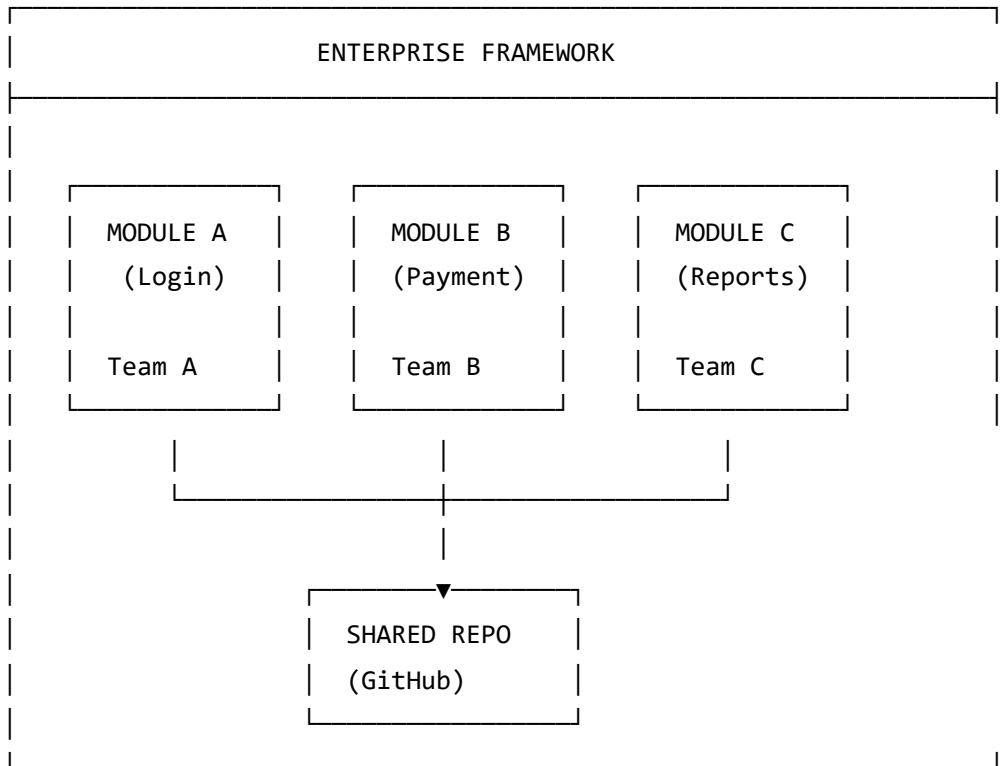 ENTERPRISE FRAMEWORK
MODULE A MODULE B MODULE C
(Login) (Payment) (Reports)
Team A Team B Team C
SHARED REPO
(GitHub)